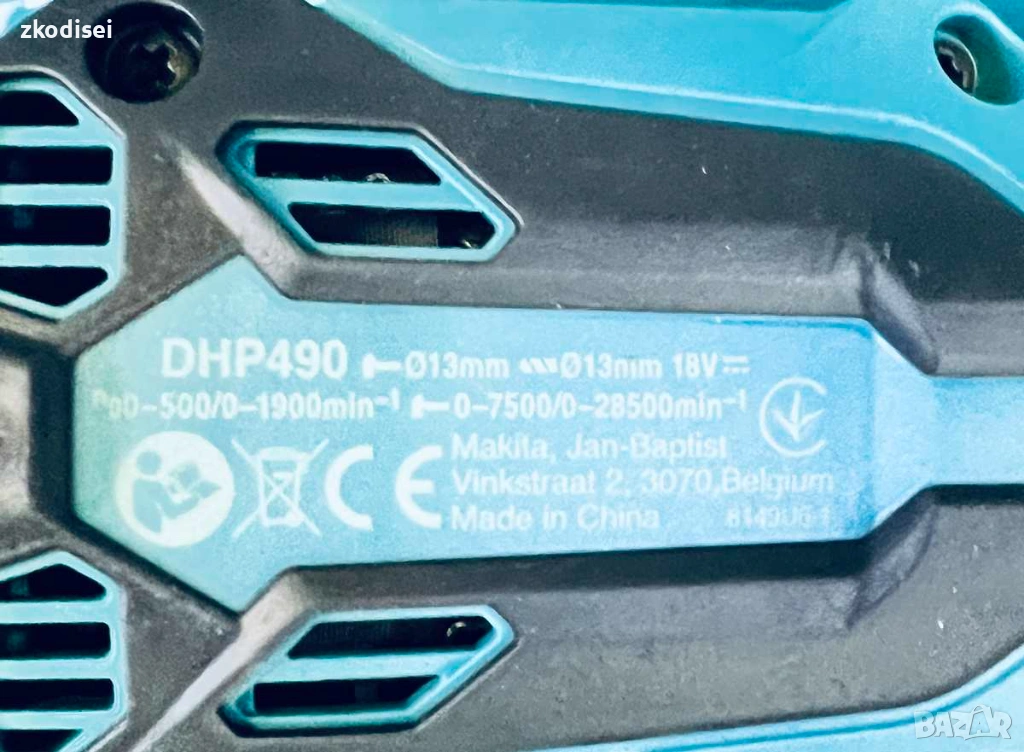 zkodisei
DHP490 Ø13mm Ø13mm 18V
0-500/0-1900min⁻¹ 0-7500/0-28500min⁻¹
Makita, Jan-Baptist
Vinkstraat 2, 3070, Belgium
CE Made in China
BAZAR